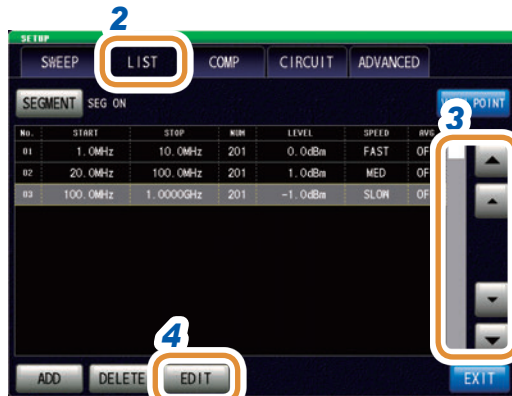 2
SETUP
SWEEP LIST COMP CIRCUIT ADVANCED
SEGMENT SEG ON POINT
3
No. START STOP NUM LEVEL SPEED AVG
01 1.0MHz 10.0MHz 201 0.0dBm FAST OF
02 20.0MHz 100.0MHz 201 1.0dBm MED OF
03 100.0MHz 1.0000GHz 201 -1.0dBm SLOW OF
4
ADD DELETE EDIT EXIT